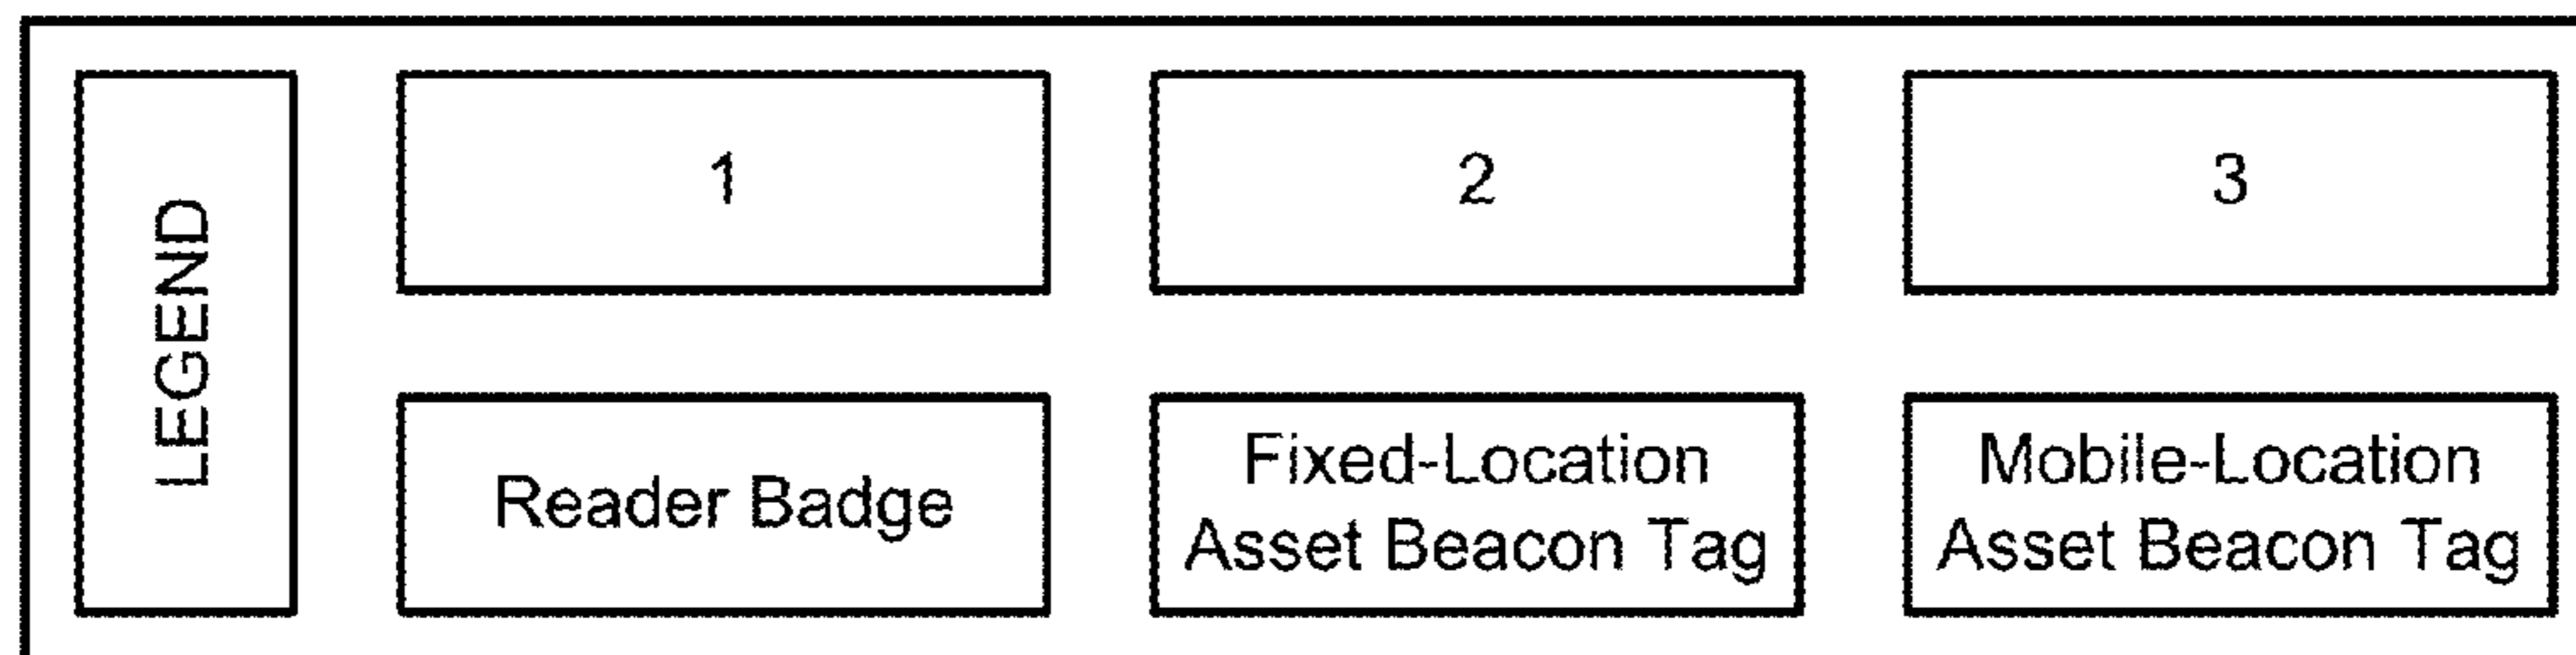 LEGEND
1
2
3
Reader Badge
Fixed-Location
Asset Beacon Tag
Mobile-Location
Asset Beacon Tag